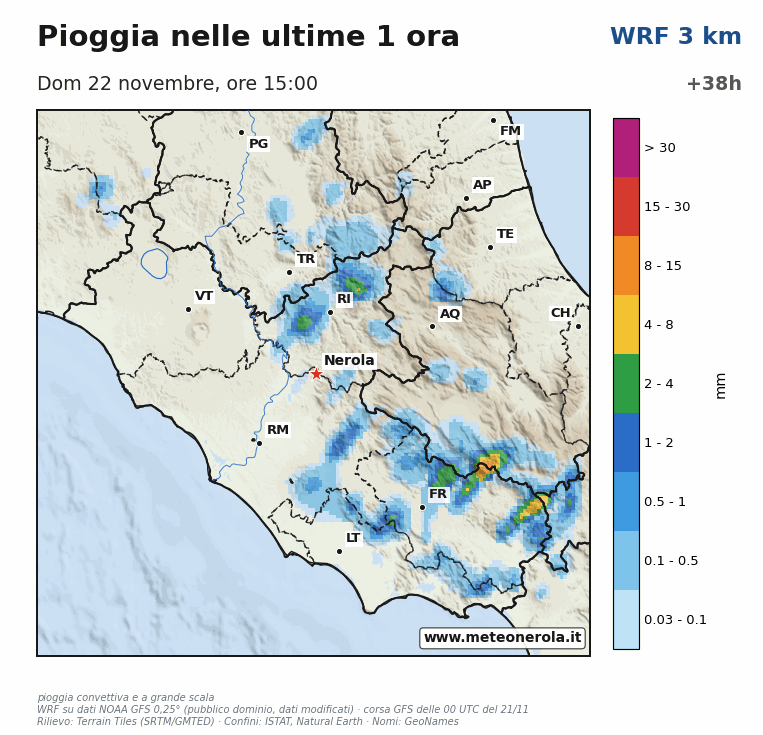 Pioggia nelle ultime 1 ora
WRF 3 km
Dom 22 novembre, ore 15:00
+38h
FM
PG
AP
TE
TR
VT
RI
AQ
CH
Nerola
RM
FR
LT
www.meteonerola.it
> 30
15 - 30
8 - 15
4 - 8
2 - 4
1 - 2
0.5 - 1
0.1 - 0.5
0.03 - 0.1
mm
pioggia convettiva e a grande scala
WRF su dati NOAA GFS 0,25° (pubblico dominio, dati modificati) · corsa GFS delle 00 UTC del 21/11
Rilievo: Terrain Tiles (SRTM/GMTED) · Confini: ISTAT, Natural Earth · Nomi: GeoNames